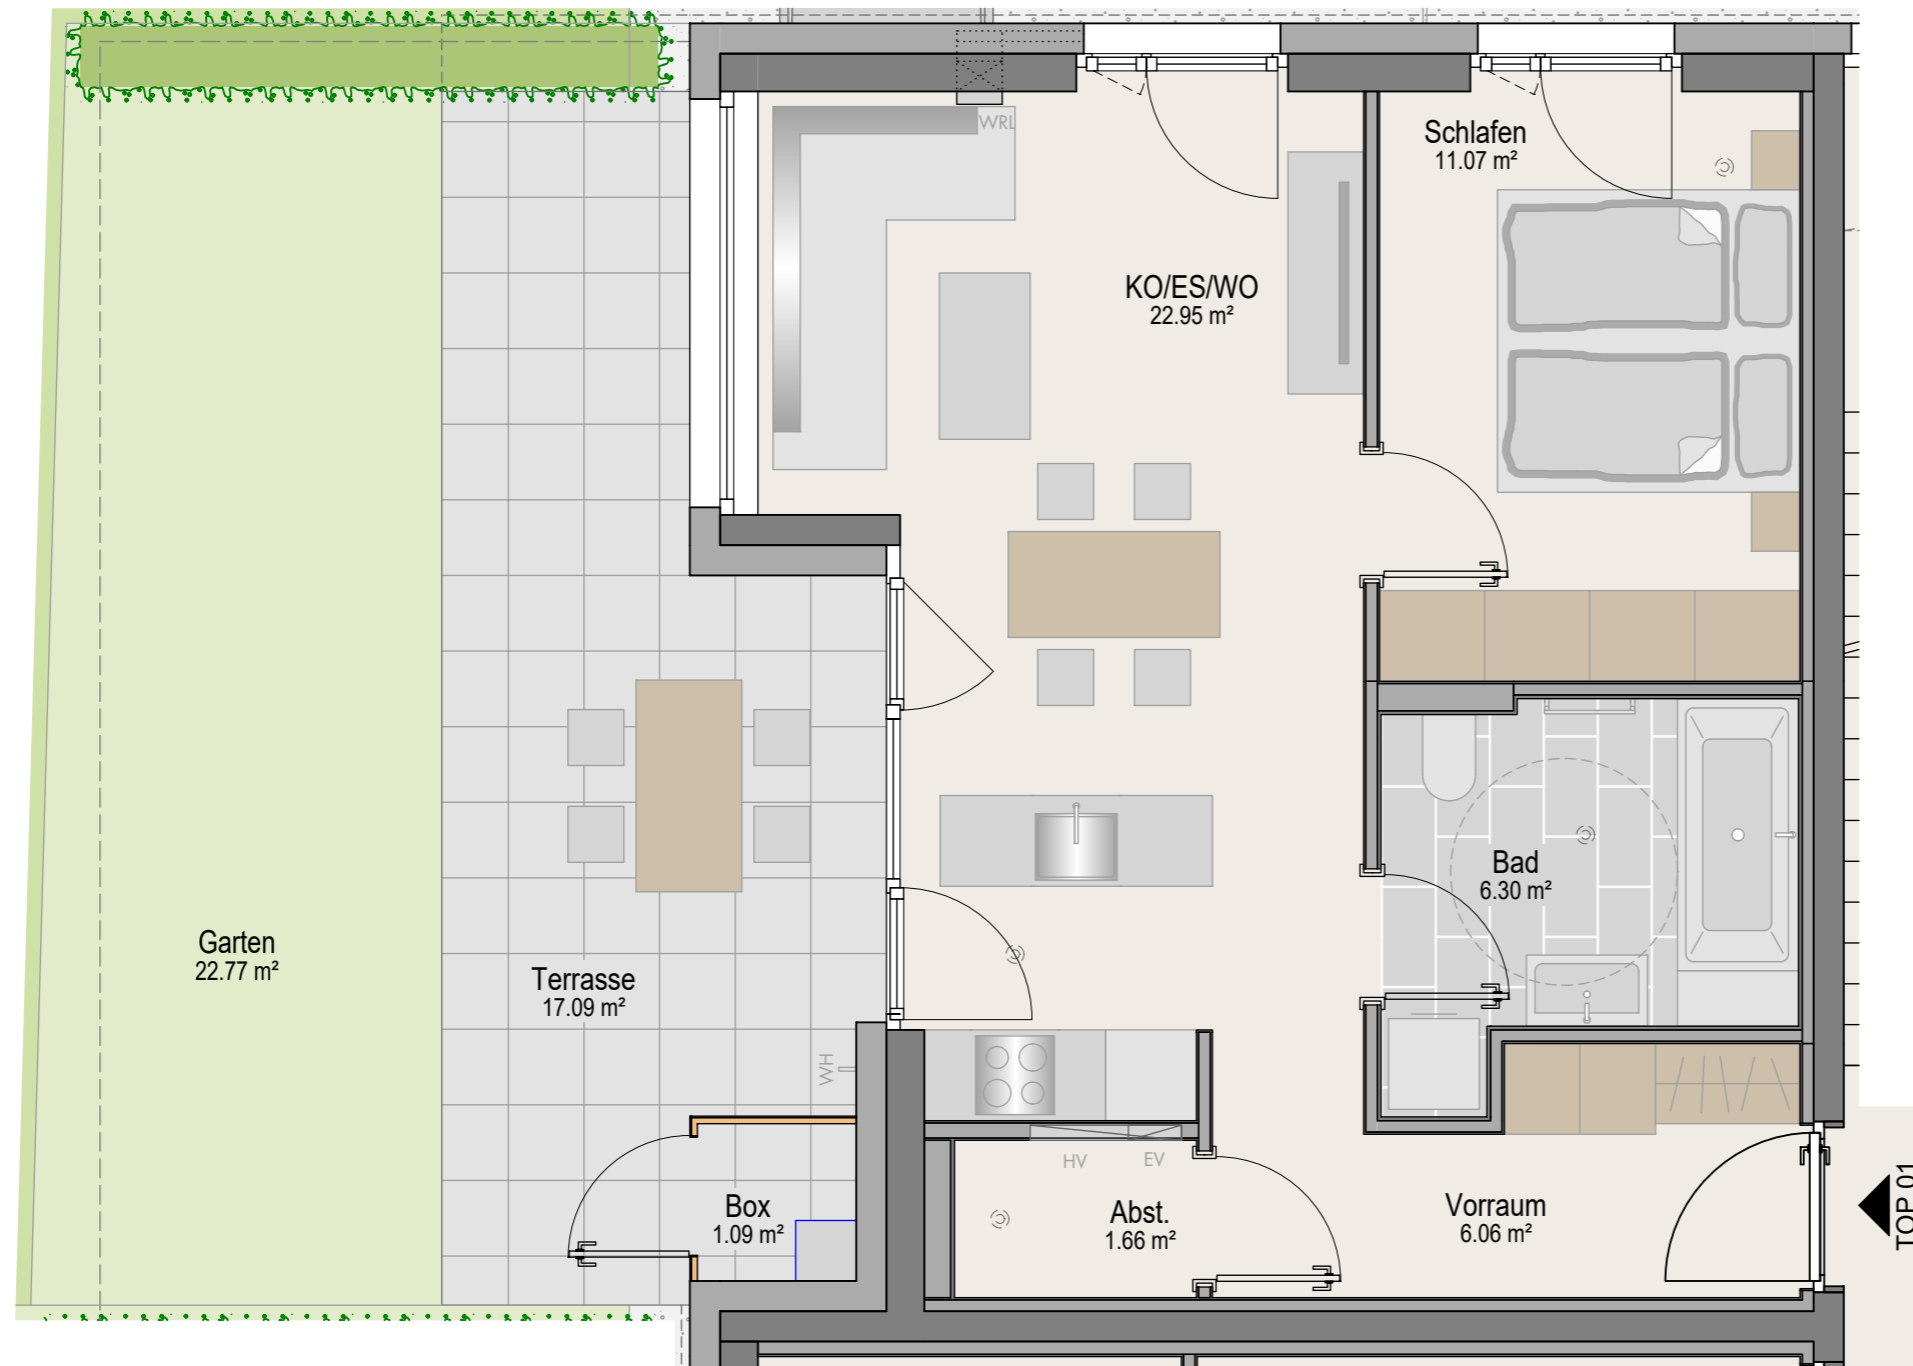 WRL
Schlafen
11.07 m²
KO/ES/WO
22.95 m²
Bad
6.30 m²
Garten
22.77 m²
Terrasse
17.09 m²
WH
HV
EV
Box
1.09 m²
Abst.
1.66 m²
Vorraum
6.06 m²
TOP 01